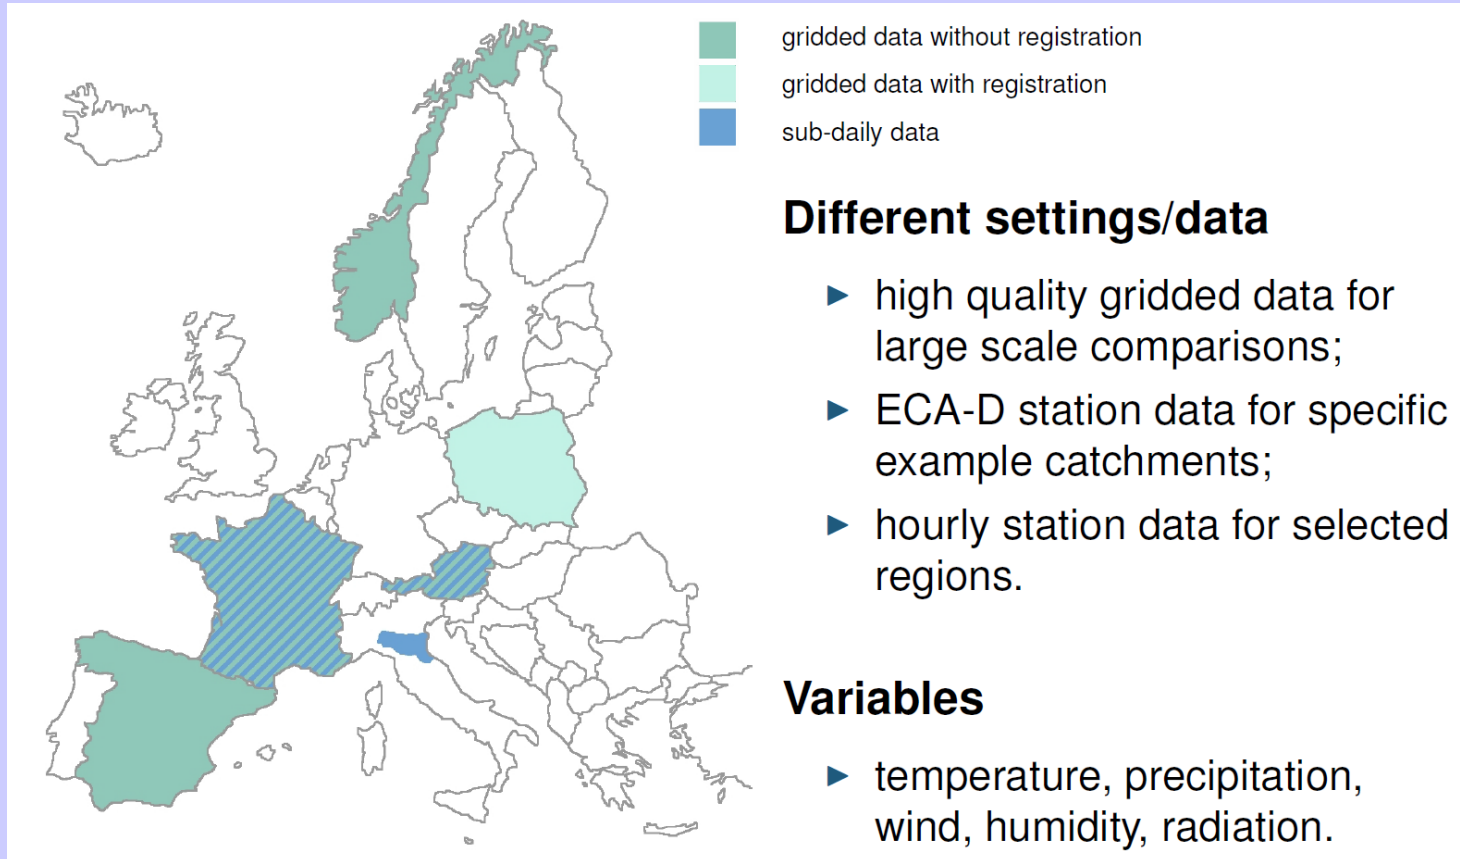 gridded data without registration
gridded data with registration
sub-daily data
Different settings/data
► high quality gridded data for
large scale comparisons;
► ECA-D station data for specific
example catchments;
► hourly station data for selected
regions.
Variables
► temperature, precipitation,
wind, humidity, radiation.